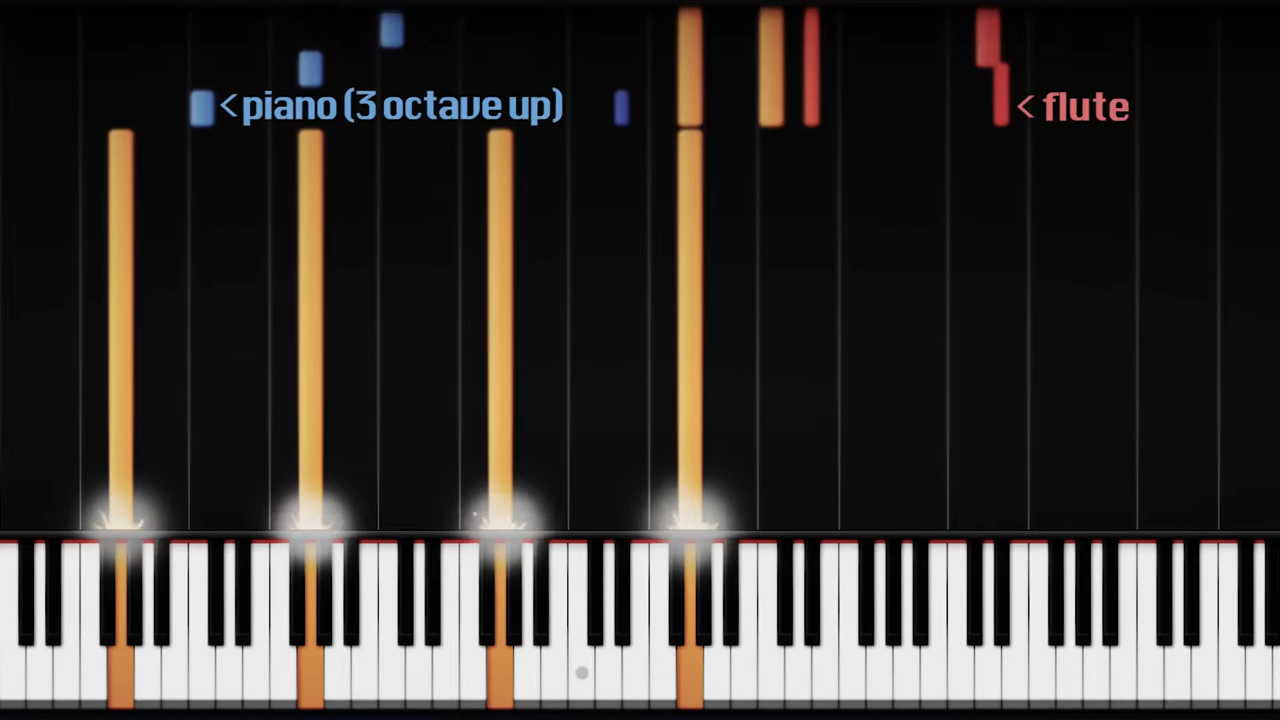 < piano (3 octave up)
< flute